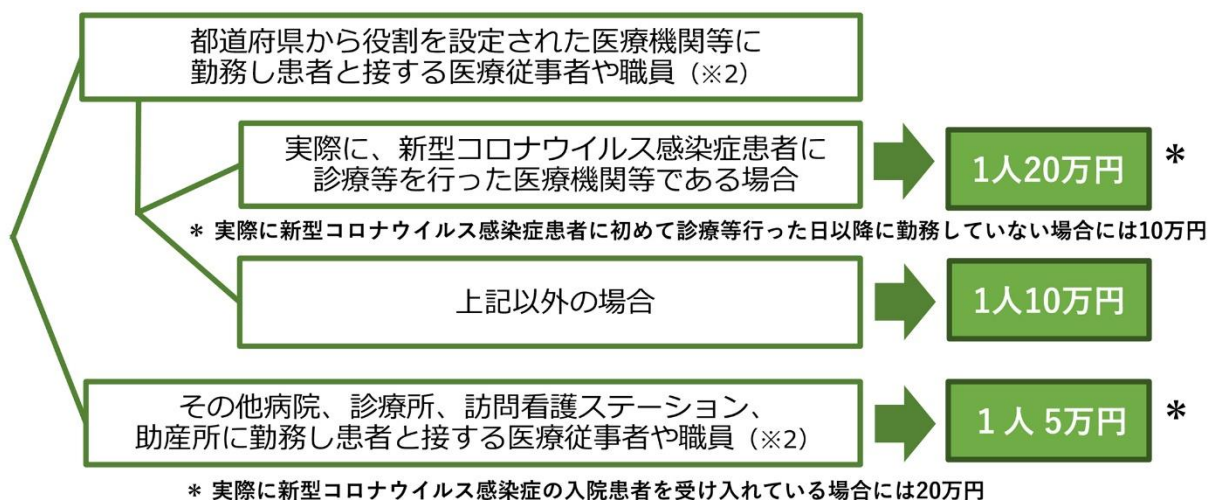 都道府県から役割を設定された医療機関等に
勤務し患者と接する医療従事者や職員（※2）
実際に、新型コロナウイルス感染症患者に
診療等を行った医療機関等である場合
1人20万円 *
* 実際に新型コロナウイルス感染症患者に初めて診療等行った日以降に勤務していない場合には10万円
上記以外の場合
1人10万円
その他病院、診療所、訪問看護ステーション、
助産所に勤務し患者と接する医療従事者や職員（※2）
1人 5万円 *
* 実際に新型コロナウイルス感染症の入院患者を受け入れている場合には20万円